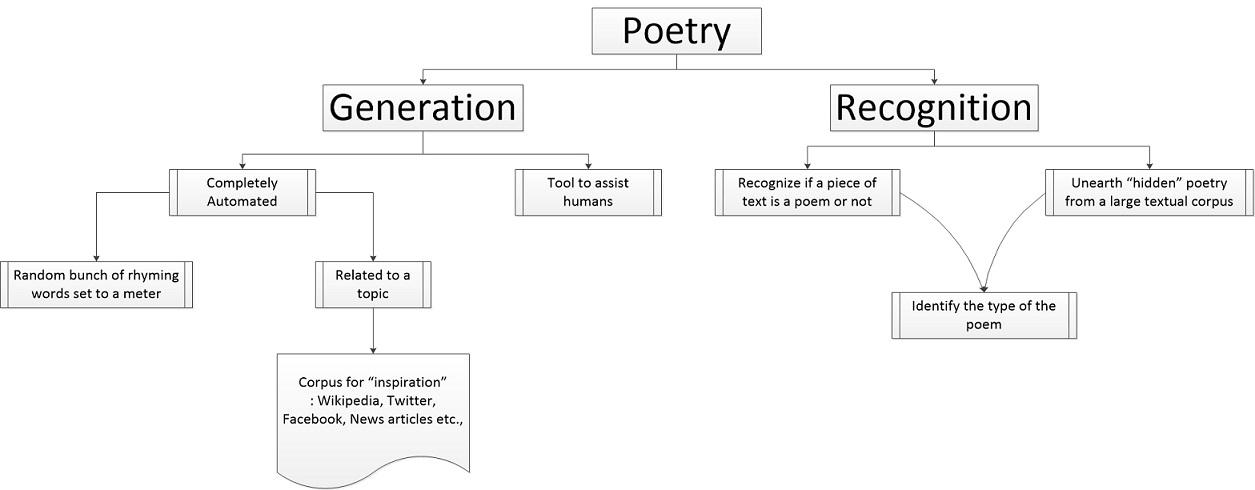 Poetry
Generation
Recognition
Completely
Automated
Tool to assist
humans
Recognize if a piece of
text is a poem or not
Unearth “hidden” poetry
from a large textual corpus
Random bunch of rhyming
words set to a meter
Related to a
topic
Identify the type of the
poem
Corpus for “inspiration”
: Wikipedia, Twitter,
Facebook, News articles etc.,